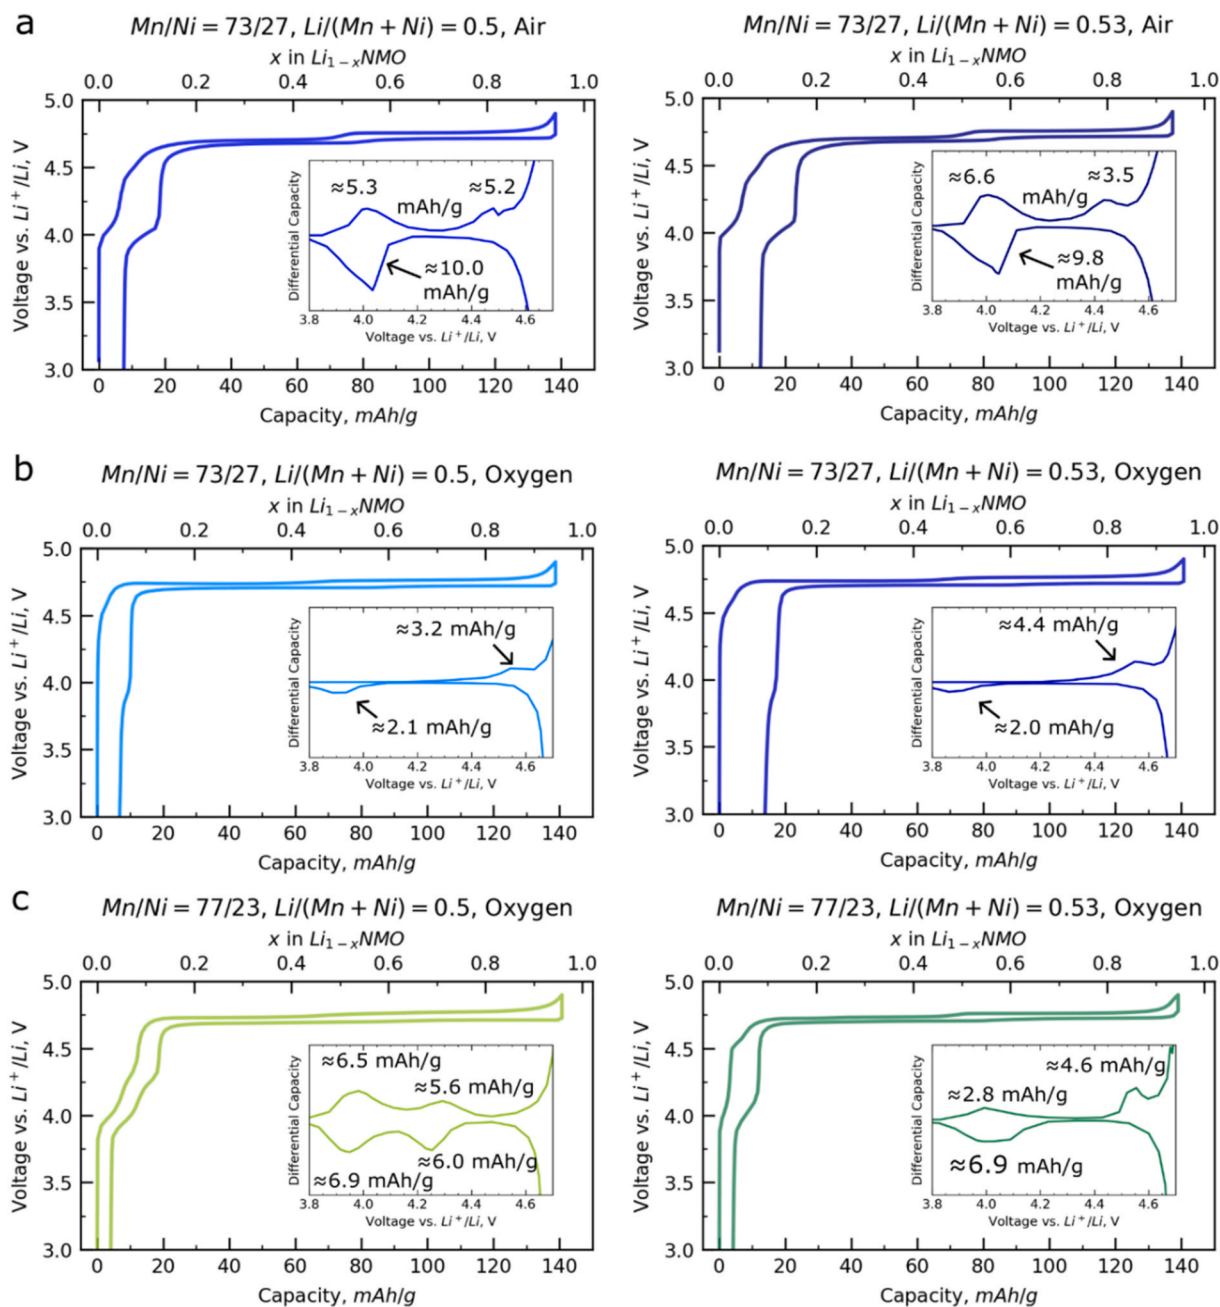 a
Mn/Ni = 73/27, Li/(Mn + Ni) = 0.5, Air
x in Li1−xNMO
0.0 0.2 0.4 0.6 0.8 1.0
5.0
4.5
4.0
3.5
3.0
Voltage vs. Li+/Li, V
0 20 40 60 80 100 120 140
Capacity, mAh/g
Differential Capacity
≈5.3 ≈5.2
mAh/g
≈10.0
mAh/g
3.8 4.0 4.2 4.4 4.6
Voltage vs. Li+/Li, V
Mn/Ni = 73/27, Li/(Mn + Ni) = 0.53, Air
x in Li1−xNMO
0.0 0.2 0.4 0.6 0.8 1.0
5.0
4.5
4.0
3.5
3.0
Voltage vs. Li+/Li, V
0 20 40 60 80 100 120 140
Capacity, mAh/g
Differential Capacity
≈6.6 ≈3.5
mAh/g
≈9.8
mAh/g
3.8 4.0 4.2 4.4 4.6
Voltage vs. Li+/Li, V
b
Mn/Ni = 73/27, Li/(Mn + Ni) = 0.5, Oxygen
x in Li1−xNMO
0.0 0.2 0.4 0.6 0.8 1.0
5.0
4.5
4.0
3.5
3.0
Voltage vs. Li+/Li, V
0 20 40 60 80 100 120 140
Capacity, mAh/g
Differential Capacity
≈3.2 mAh/g
≈2.1 mAh/g
3.8 4.0 4.2 4.4 4.6
Voltage vs. Li+/Li, V
Mn/Ni = 73/27, Li/(Mn + Ni) = 0.53, Oxygen
x in Li1−xNMO
0.0 0.2 0.4 0.6 0.8 1.0
5.0
4.5
4.0
3.5
3.0
Voltage vs. Li+/Li, V
0 20 40 60 80 100 120 140
Capacity, mAh/g
Differential Capacity
≈4.4 mAh/g
≈2.0 mAh/g
3.8 4.0 4.2 4.4 4.6
Voltage vs. Li+/Li, V
c
Mn/Ni = 77/23, Li/(Mn + Ni) = 0.5, Oxygen
x in Li1−xNMO
0.0 0.2 0.4 0.6 0.8 1.0
5.0
4.5
4.0
3.5
3.0
Voltage vs. Li+/Li, V
0 20 40 60 80 100 120 140
Capacity, mAh/g
Differential Capacity
≈6.5 mAh/g
≈5.6 mAh/g
≈6.0 mAh/g
≈6.9 mAh/g
3.8 4.0 4.2 4.4 4.6
Voltage vs. Li+/Li, V
Mn/Ni = 77/23, Li/(Mn + Ni) = 0.53, Oxygen
x in Li1−xNMO
0.0 0.2 0.4 0.6 0.8 1.0
5.0
4.5
4.0
3.5
3.0
Voltage vs. Li+/Li, V
0 20 40 60 80 100 120 140
Capacity, mAh/g
Differential Capacity
≈4.6 mAh/g
≈2.8 mAh/g
≈6.9 mAh/g
3.8 4.0 4.2 4.4 4.6
Voltage vs. Li+/Li, V